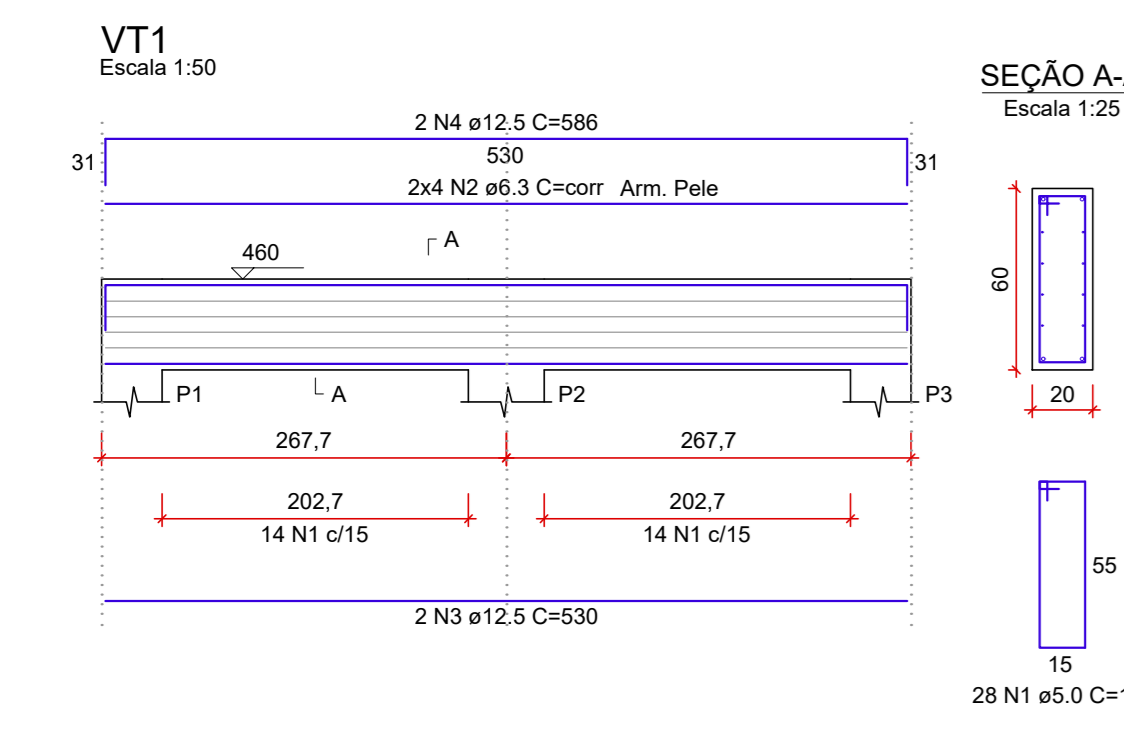 VT1
Escala 1:50
SEÇÃO A-
Escala 1:25
2 N4 ø12.5 C=586
31
530
31
2x4 N2 ø6.3 C=corr Arm. Pele
A
460
60
20
P1
A
P2
P3
267,7
267,7
202,7
202,7
14 N1 c/15
14 N1 c/15
55
2 N3 ø12.5 C=530
15
28 N1 ø5.0